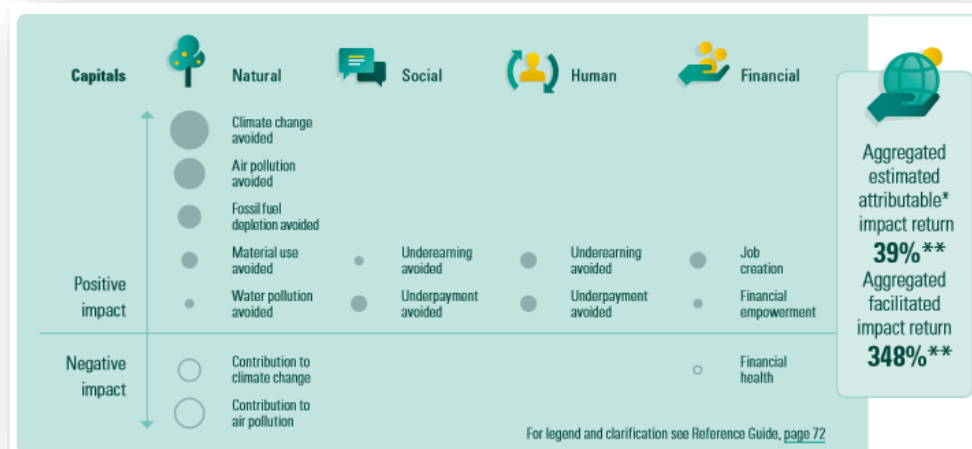 Capitals
Natural
Social
Human
Financial
Climate change
avoided
Air pollution
avoided
Fossil fuel
depletion avoided
Material use
avoided
Underearning
avoided
Underearning
avoided
Job
creation
Positive
impact
Water pollution
avoided
Underpayment
avoided
Underpayment
avoided
Financial
empowerment
Negative
impact
Contribution to
climate change
Financial
health
Contribution to
air pollution
For legend and clarification see Reference Guide, page 72
Aggregated
estimated
attributable*
impact return
39%**
Aggregated
facilitated
impact return
348%**